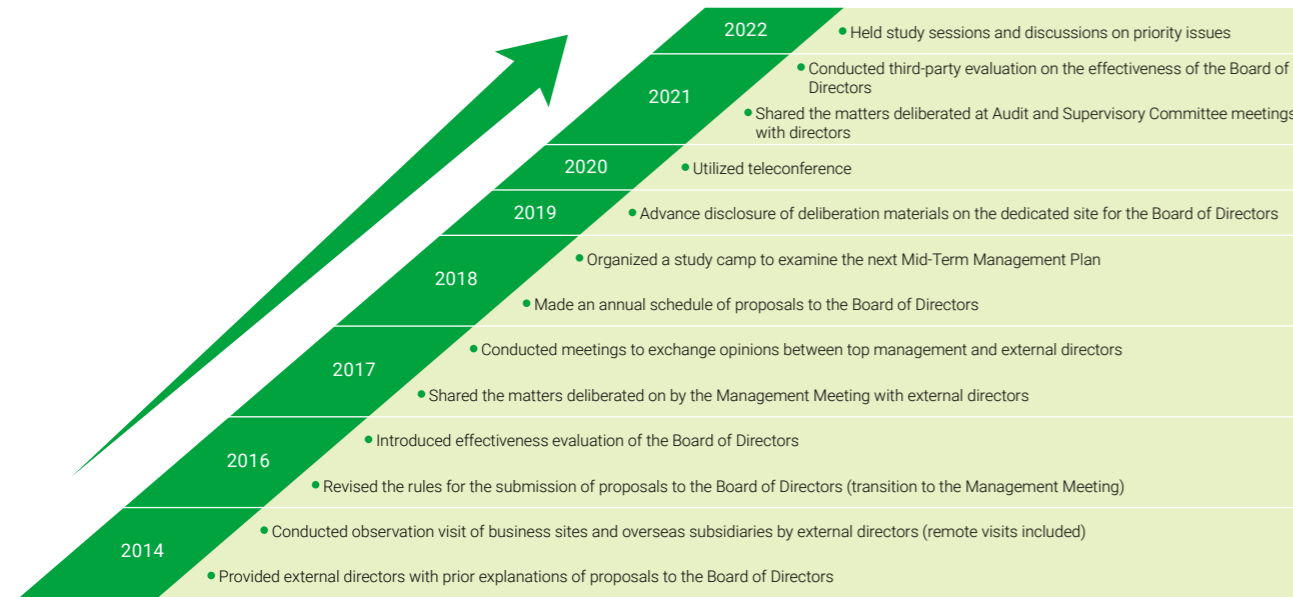 2022
• Held study sessions and discussions on priority issues
2021
• Conducted third-party evaluation on the effectiveness of the Board of
Directors
• Shared the matters deliberated at Audit and Supervisory Committee meetings
with directors
2020
• Utilized teleconference
2019
• Advance disclosure of deliberation materials on the dedicated site for the Board of Directors
2018
• Organized a study camp to examine the next Mid-Term Management Plan
• Made an annual schedule of proposals to the Board of Directors
2017
• Conducted meetings to exchange opinions between top management and external directors
• Shared the matters deliberated on by the Management Meeting with external directors
2016
• Introduced effectiveness evaluation of the Board of Directors
• Revised the rules for the submission of proposals to the Board of Directors (transition to the Management Meeting)
2014
• Conducted observation visit of business sites and overseas subsidiaries by external directors (remote visits included)
• Provided external directors with prior explanations of proposals to the Board of Directors